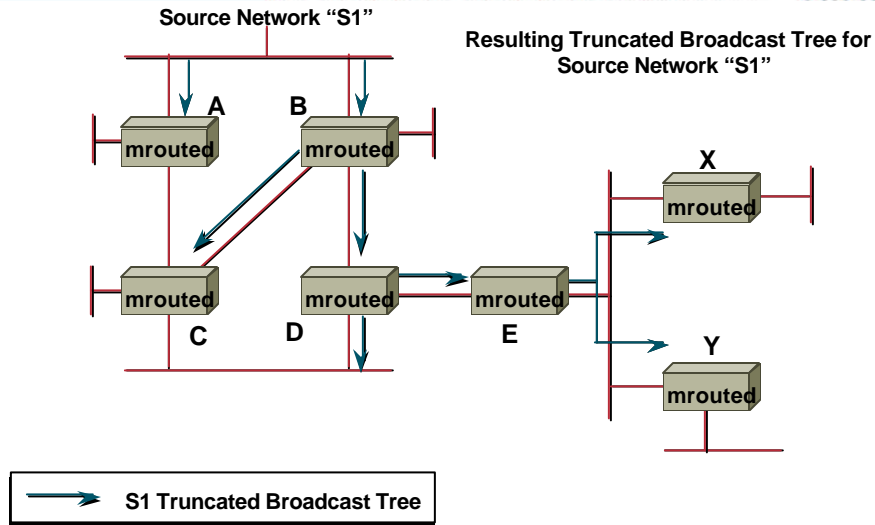 Source Network “S1”
Resulting Truncated Broadcast Tree for
Source Network “S1”
A
B
mrouted
mrouted
X
mrouted
mrouted
mrouted
mrouted
C
D
E
Y
mrouted
S1 Truncated Broadcast Tree